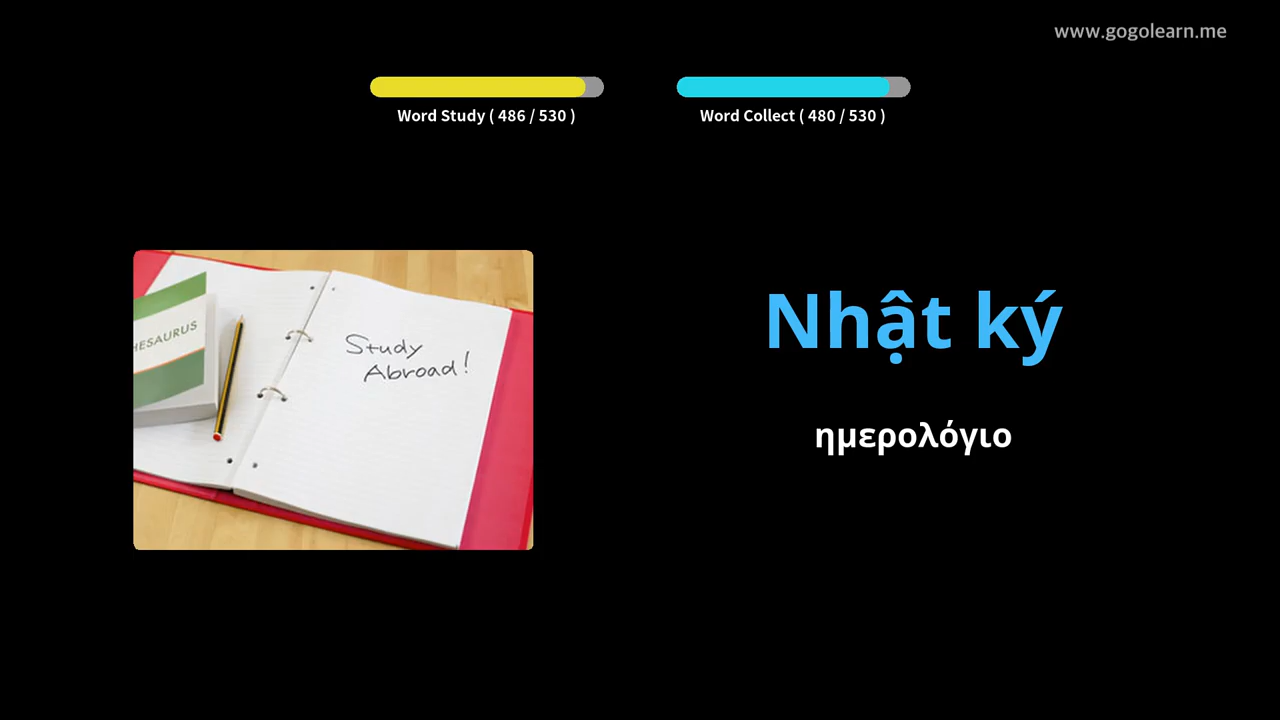 www.gogolearn.me
Word Study ( 486 / 530 )
Word Collect ( 480 / 530 )
HESAURUS
Study
Abroad!
Nhật ký
ημερολόγιο